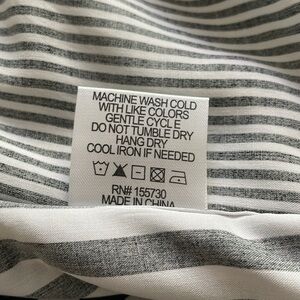 MACHINE WASH COLD
WITH LIKE COLORS
GENTLE CYCLE
DO NOT TUMBLE DRY
HANG DRY
COOL IRON IF NEEDED
RN# 155730
MADE IN CHINA